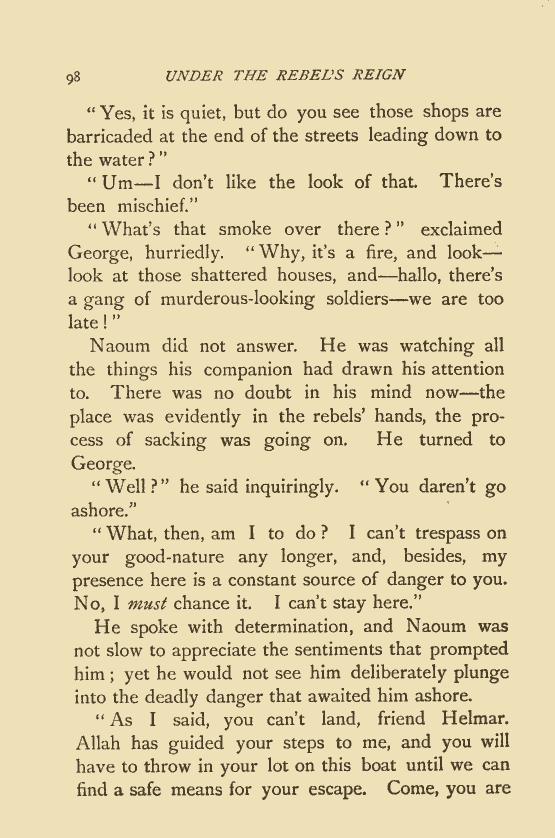 98 UNDER THE REBEL'S REIGN
"Yes, it is quiet, but do you see those shops are
barricaded at the end of the streets leading down to
the water?"
"Um—I don't like the look of that. There's
been mischief."
"What's that smoke over there?" exclaimed
George, hurriedly. "Why, it's a fire, and look—
look at those shattered houses, and—hallo, there's
a gang of murderous-looking soldiers—we are too
late!"
Naoum did not answer. He was watching all
the things his companion had drawn his attention
to. There was no doubt in his mind now—the
place was evidently in the rebels' hands, the pro-
cess of sacking was going on. He turned to
George.
"Well?" he said inquiringly. "You daren't go
ashore."
"What, then, am I to do? I can't trespass on
your good-nature any longer, and, besides, my
presence here is a constant source of danger to you.
No, I must chance it. I can't stay here."
He spoke with determination, and Naoum was
not slow to appreciate the sentiments that prompted
him; yet he would not see him deliberately plunge
into the deadly danger that awaited him ashore.
"As I said, you can't land, friend Helmar.
Allah has guided your steps to me, and you will
have to throw in your lot on this boat until we can
find a safe means for your escape. Come, you are